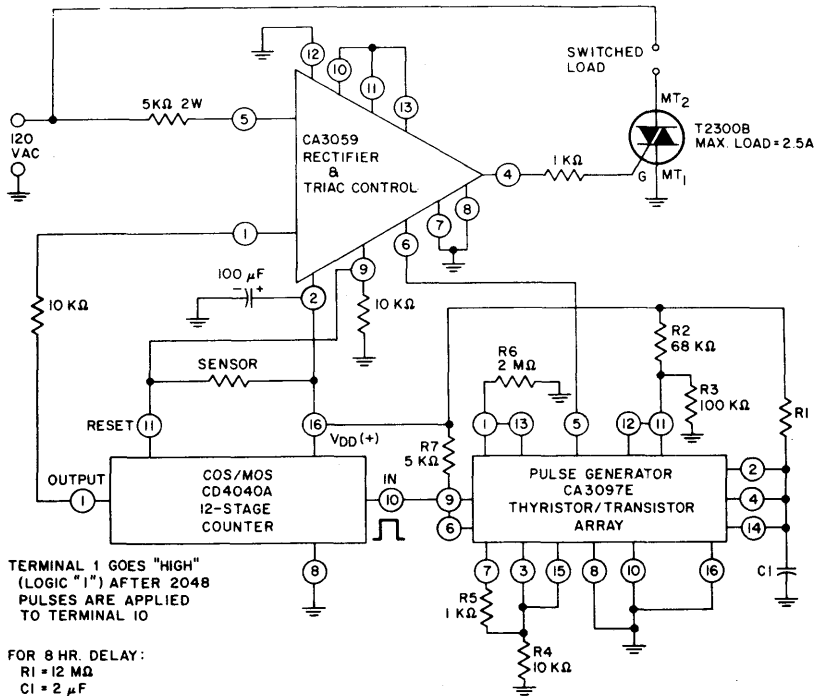 12
10
11
13
SWITCHED
LOAD
MT2
T2300B
MAX. LOAD=2.5A
G
MT1
120
VAC
5KΩ 2W
5
CA3059
RECTIFIER
&
TRIAC CONTROL
4
1 KΩ
1
8
7
6
9
2
100 μF
- +
10 KΩ
10 KΩ
SENSOR
R6
2 MΩ
R2
68 KΩ
R3
100 KΩ
R1
RESET
11
16
VDD(+)
R7
5 KΩ
1
13
5
12
11
OUTPUT
1
COS/MOS
CD4040A
12-STAGE
COUNTER
IN
10
9
6
PULSE GENERATOR
CA3097E
THYRISTOR/TRANSISTOR
ARRAY
2
4
14
C1
8
7
3
15
8
10
16
R5
1 KΩ
R4
10 KΩ
TERMINAL 1 GOES "HIGH"
(LOGIC "1") AFTER 2048
PULSES ARE APPLIED
TO TERMINAL 10
FOR 8 HR. DELAY:
R1 = 12 MΩ
C1 = 2 μF